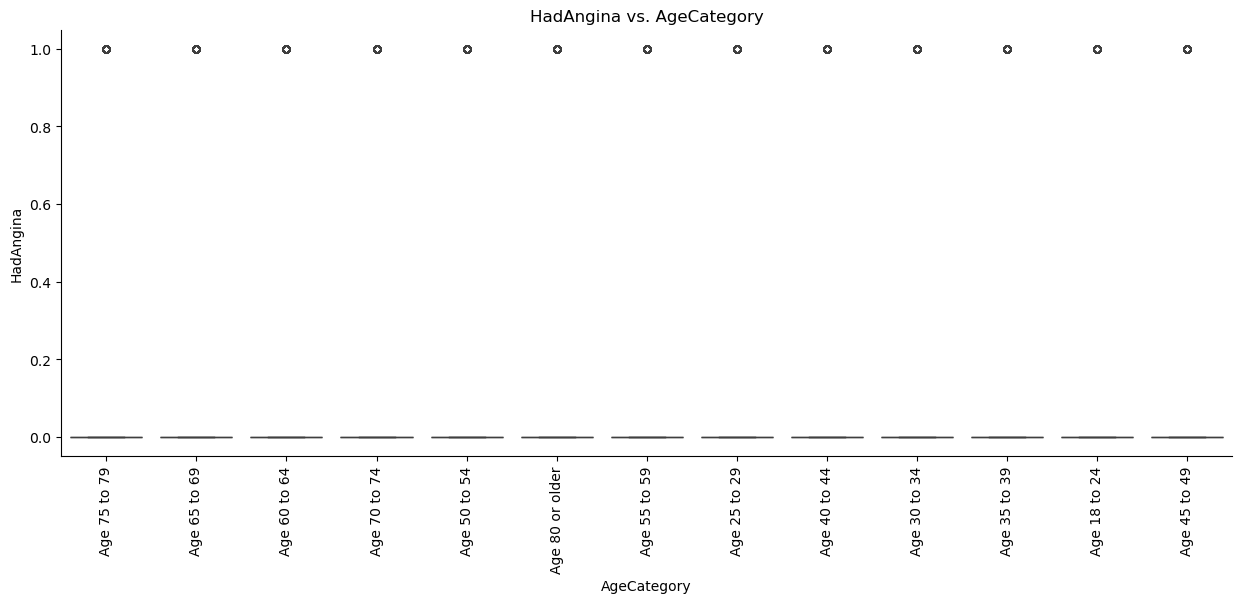 HadAngina vs. AgeCategory
HadAngina
1.0
0.8
0.6
0.4
0.2
0.0
Age 75 to 79
Age 65 to 69
Age 60 to 64
Age 70 to 74
Age 50 to 54
Age 80 or older
Age 55 to 59
Age 25 to 29
Age 40 to 44
Age 30 to 34
Age 35 to 39
Age 18 to 24
Age 45 to 49
AgeCategory